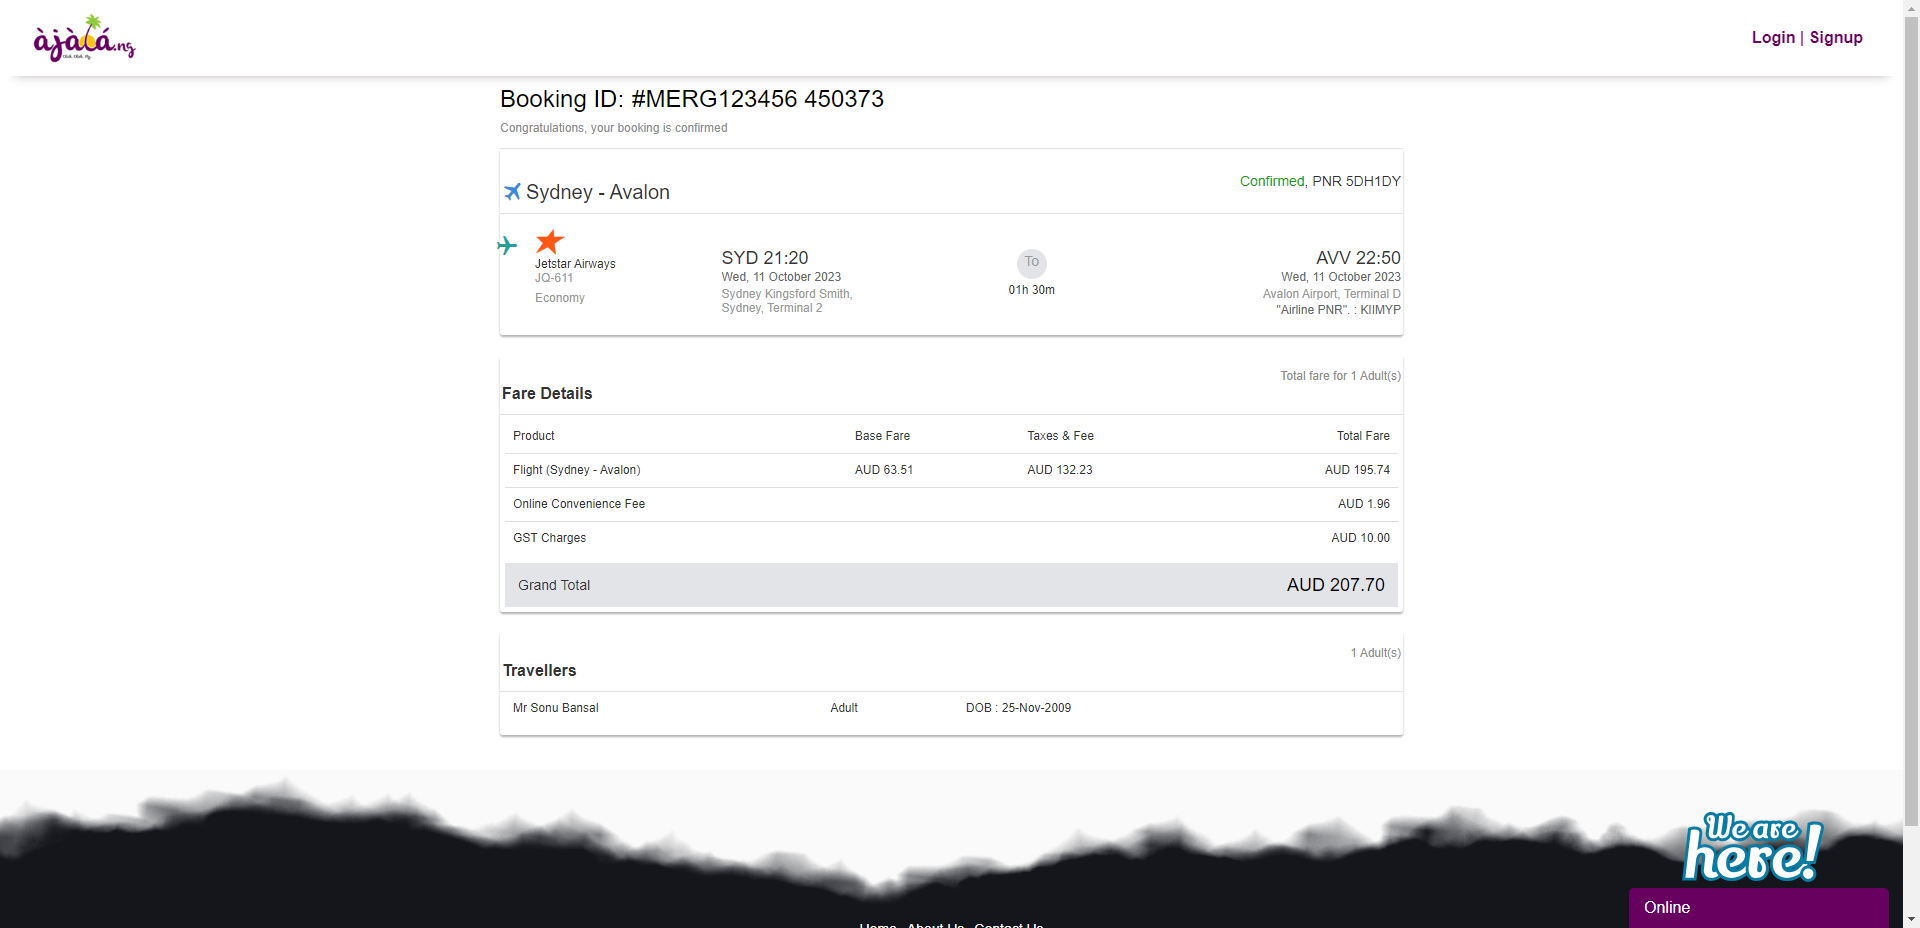 àjàlá.ng
Login | Signup
Booking ID: #MERG123456 450373
Congratulations, your booking is confirmed
Sydney - Avalon
Confirmed, PNR 5DH1DY
Jetstar Airways
JQ-611
Economy
SYD 21:20
Wed, 11 October 2023
Sydney Kingsford Smith,
Sydney, Terminal 2
To
01h 30m
AVV 22:50
Wed, 11 October 2023
Avalon Airport, Terminal D
"Airline PNR". : KIIMYP
Total fare for 1 Adult(s)
Fare Details
Product Base Fare Taxes & Fee Total Fare
Flight (Sydney - Avalon) AUD 63.51 AUD 132.23 AUD 195.74
Online Convenience Fee AUD 1.96
GST Charges AUD 10.00
Grand Total AUD 207.70
1 Adult(s)
Travellers
Mr Sonu Bansal Adult DOB : 25-Nov-2009
We are
here!
Online
Home About Us Contact Us